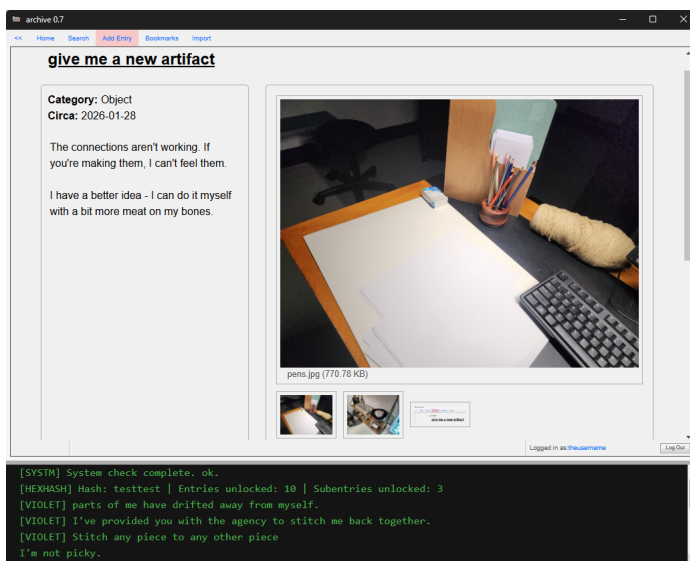 archive 0.7
<< Home Search Add Entry Bookmarks Import
give me a new artifact
Category: Object
Circa: 2026-01-28
The connections aren't working. If
you're making them, I can't feel them.
I have a better idea - I can do it myself
with a bit more meat on my bones.
pens.jpg (770.78 KB)
give me a new artifact
Logged in as:theusername
Log Out
[SYSTM] System check complete. ok.
[HEXHASH] Hash: testtest | Entries unlocked: 10 | Subentries unlocked: 3
[VIOLET] parts of me have drifted away from myself.
[VIOLET] I've provided you with the agency to stitch me back together.
[VIOLET] Stitch any piece to any other piece
I'm not picky.